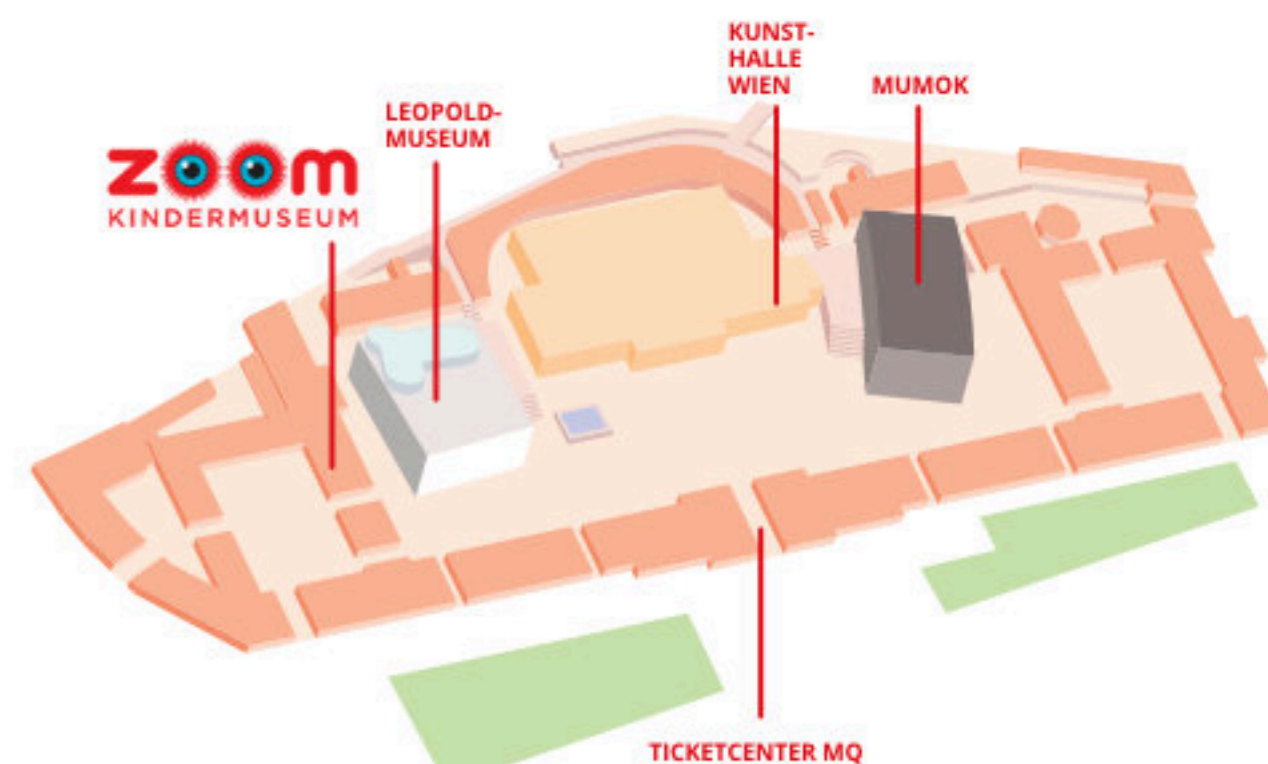 KUNST-
HALLE
WIEN
MUMOK
LEOPOLD-
MUSEUM
zoom
KINDERMUSEUM
TICKETCENTER MQ